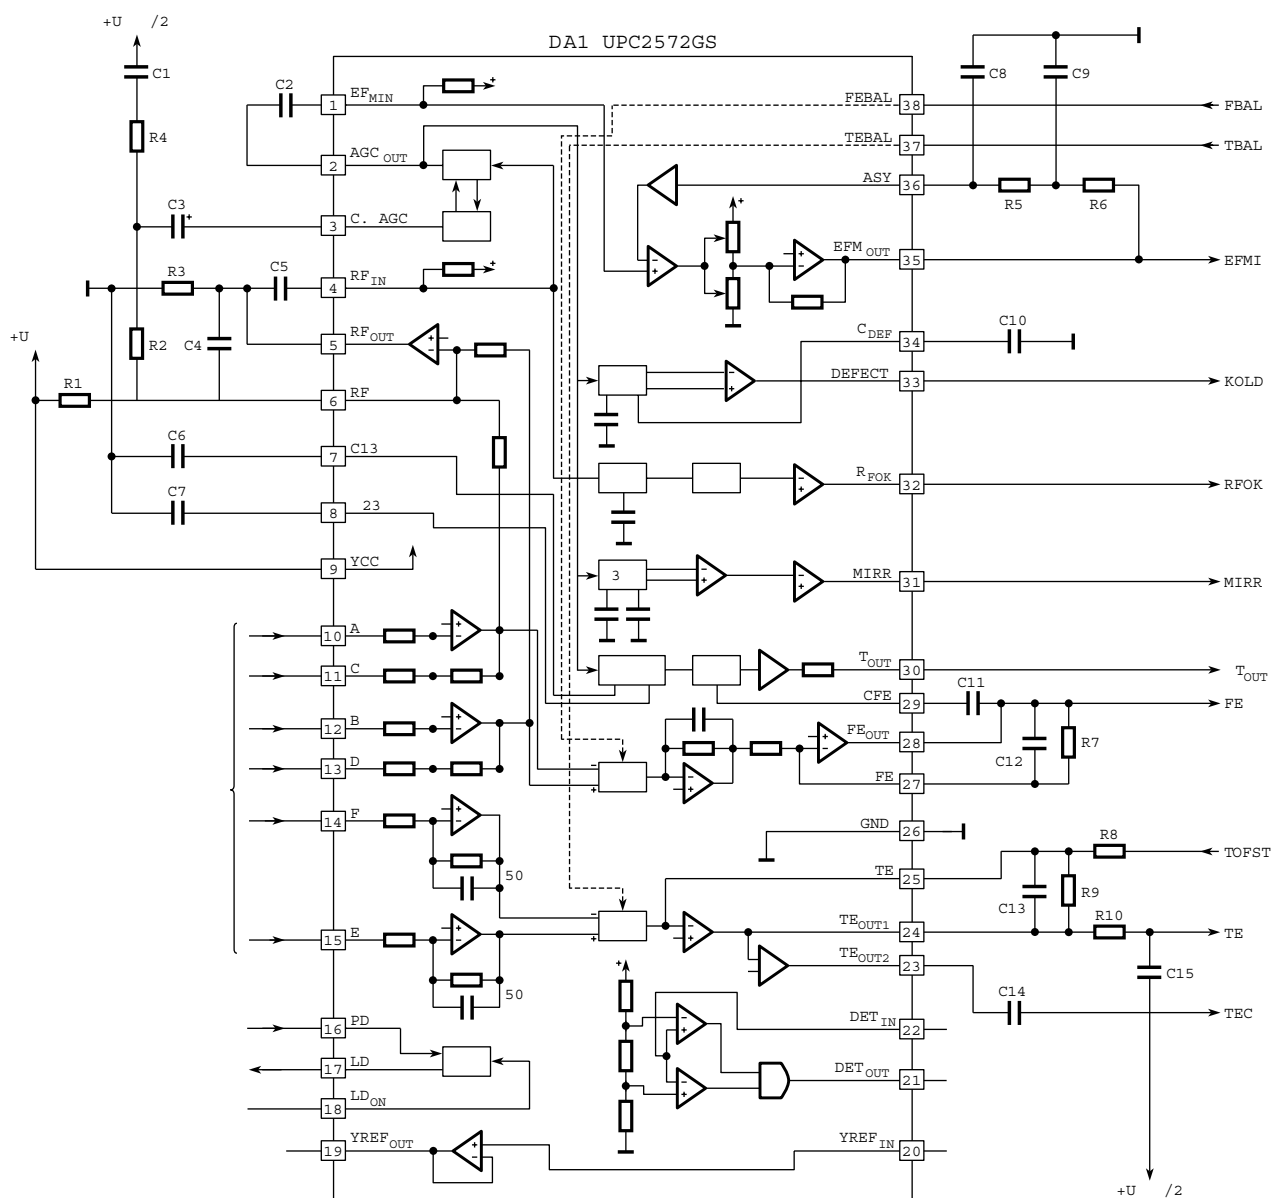 +U /2
DA1 UPC2572GS
C1
C2
1
EFMIN
+
FEBAL
38
FBAL
C8
C9
R4
TEBAL
37
TBAL
2
AGCOUT
ASY
36
R5
R6
C3
+
3
C. AGC
+
EFMOUT
35
EFMI
R3
C5
4
RFIN
+
+U
R2
C4
5
RFOUT
CDEF
34
C10
R1
6
RF
DEFECT
33
KOLD
C6
7
C13
RFOK
32
RFOK
C7
8
23
9
YCC
3
MIRR
31
MIRR
10
A
11
C
TOUT
30
TOUT
CFE
29
C11
FE
12
B
FEOUT
28
C12
R7
13
D
FE
27
14
F
GND
26
R8
TOFST
50
TE
25
C13
R9
15
E
TEOUT1
24
R10
TE
50
TEOUT2
23
C15
+
C14
TEC
16
PD
DETIN
22
17
LD
DETOUT
21
18
LDON
19
YREFOUT
YREFIN
20
+U /2